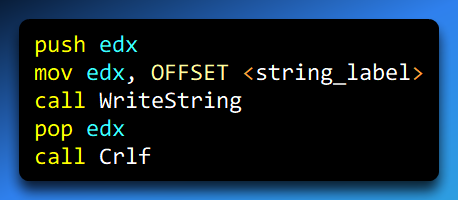 push edx
mov edx, OFFSET <string_label>
call WriteString
pop edx
call Crlf